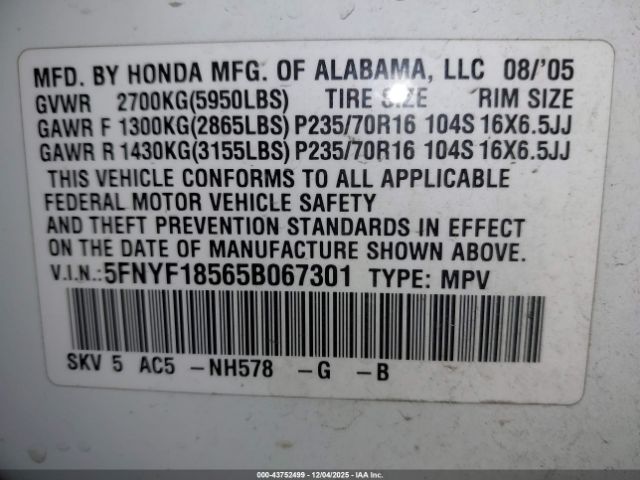 MFD. BY HONDA MFG. OF ALABAMA, LLC 08/'05
GVWR 2700KG(5950LBS) TIRE SIZE RIM SIZE
GAWR F 1300KG(2865LBS) P235/70R16 104S 16X6.5JJ
GAWR R 1430KG(3155LBS) P235/70R16 104S 16X6.5JJ
THIS VEHICLE CONFORMS TO ALL APPLICABLE
FEDERAL MOTOR VEHICLE SAFETY
AND THEFT PREVENTION STANDARDS IN EFFECT
ON THE DATE OF MANUFACTURE SHOWN ABOVE.
V.I.N.:5FNYF18565B067301 TYPE: MPV
SKV 5 AC5 -NH578 -G -B
000-43752499 - 12/04/2025 - IAAI Inc.